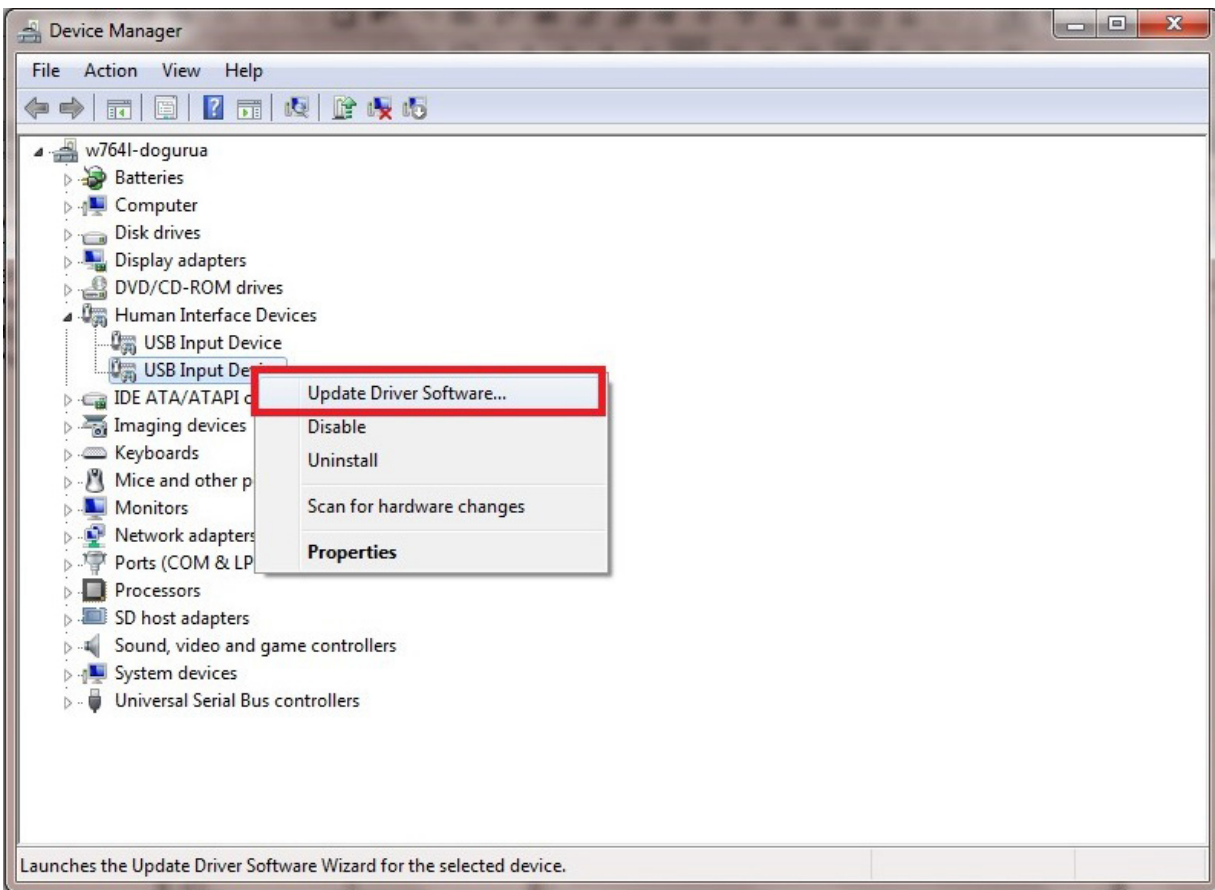 Device Manager
File Action View Help
w764l-dogurua
Batteries
Computer
Disk drives
Display adapters
DVD/CD-ROM drives
Human Interface Devices
USB Input Device
USB Input De
Update Driver Software...
IDE ATA/ATAPI c
Disable
Imaging devices
Keyboards
Uninstall
Mice and other p
Monitors
Scan for hardware changes
Network adapters
Properties
Ports (COM & LP
Processors
SD host adapters
Sound, video and game controllers
System devices
Universal Serial Bus controllers
Launches the Update Driver Software Wizard for the selected device.